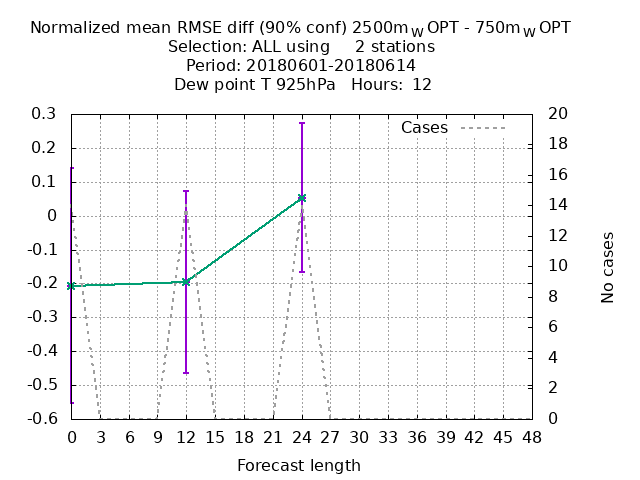 Normalized mean RMSE diff (90% conf) 2500m_W OPT - 750m_W OPT
Selection: ALL using 2 stations
Period: 20180601-20180614
Dew point T 925hPa Hours: 12
Cases
0.3
0.2
0.1
0
-0.1
-0.2
-0.3
-0.4
-0.5
-0.6
20
18
16
14
12
10
8
6
4
2
0
No cases
0 3 6 9 12 15 18 21 24 27 30 33 36 39 42 45 48
Forecast length